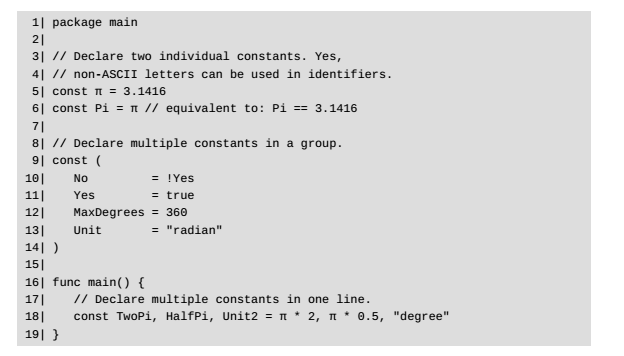 1| package main
 2|
 3| // Declare two individual constants. Yes,
 4| // non-ASCII letters can be used in identifiers.
 5| const π = 3.1416
 6| const Pi = π // equivalent to: Pi == 3.1416
 7|
 8| // Declare multiple constants in a group.
 9| const (
10|    No         = !Yes
11|    Yes        = true
12|    MaxDegrees = 360
13|    Unit       = "radian"
14| )
15|
16| func main() {
17|    // Declare multiple constants in one line.
18|    const TwoPi, HalfPi, Unit2 = π * 2, π * 0.5, "degree"
19| }